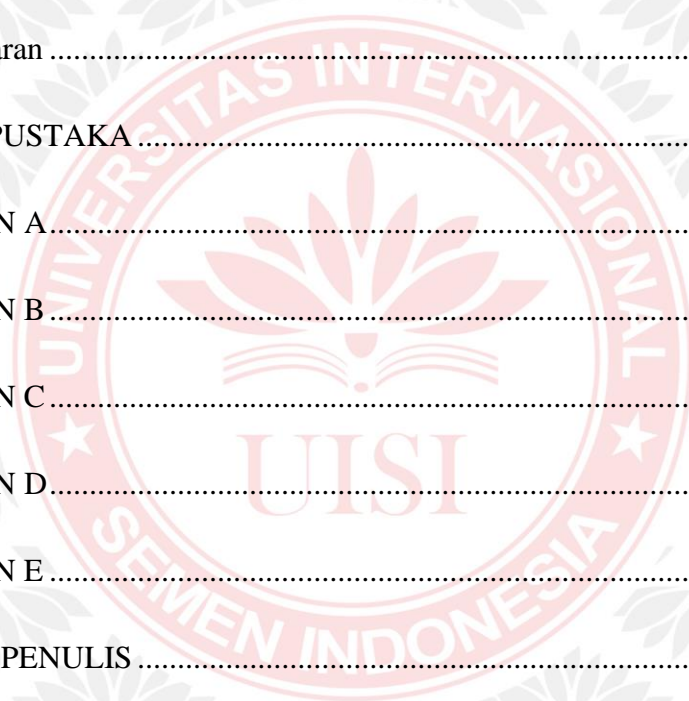 aran ................................................................................
PUSTAKA ......................................................................
N A.................................................................................
N B.................................................................................
N C.................................................................................
N D.................................................................................
N E.................................................................................
PENULIS ......................................................................
UNIVERSITAS INTERNASIONAL
UISI
SEMEN INDONESIA